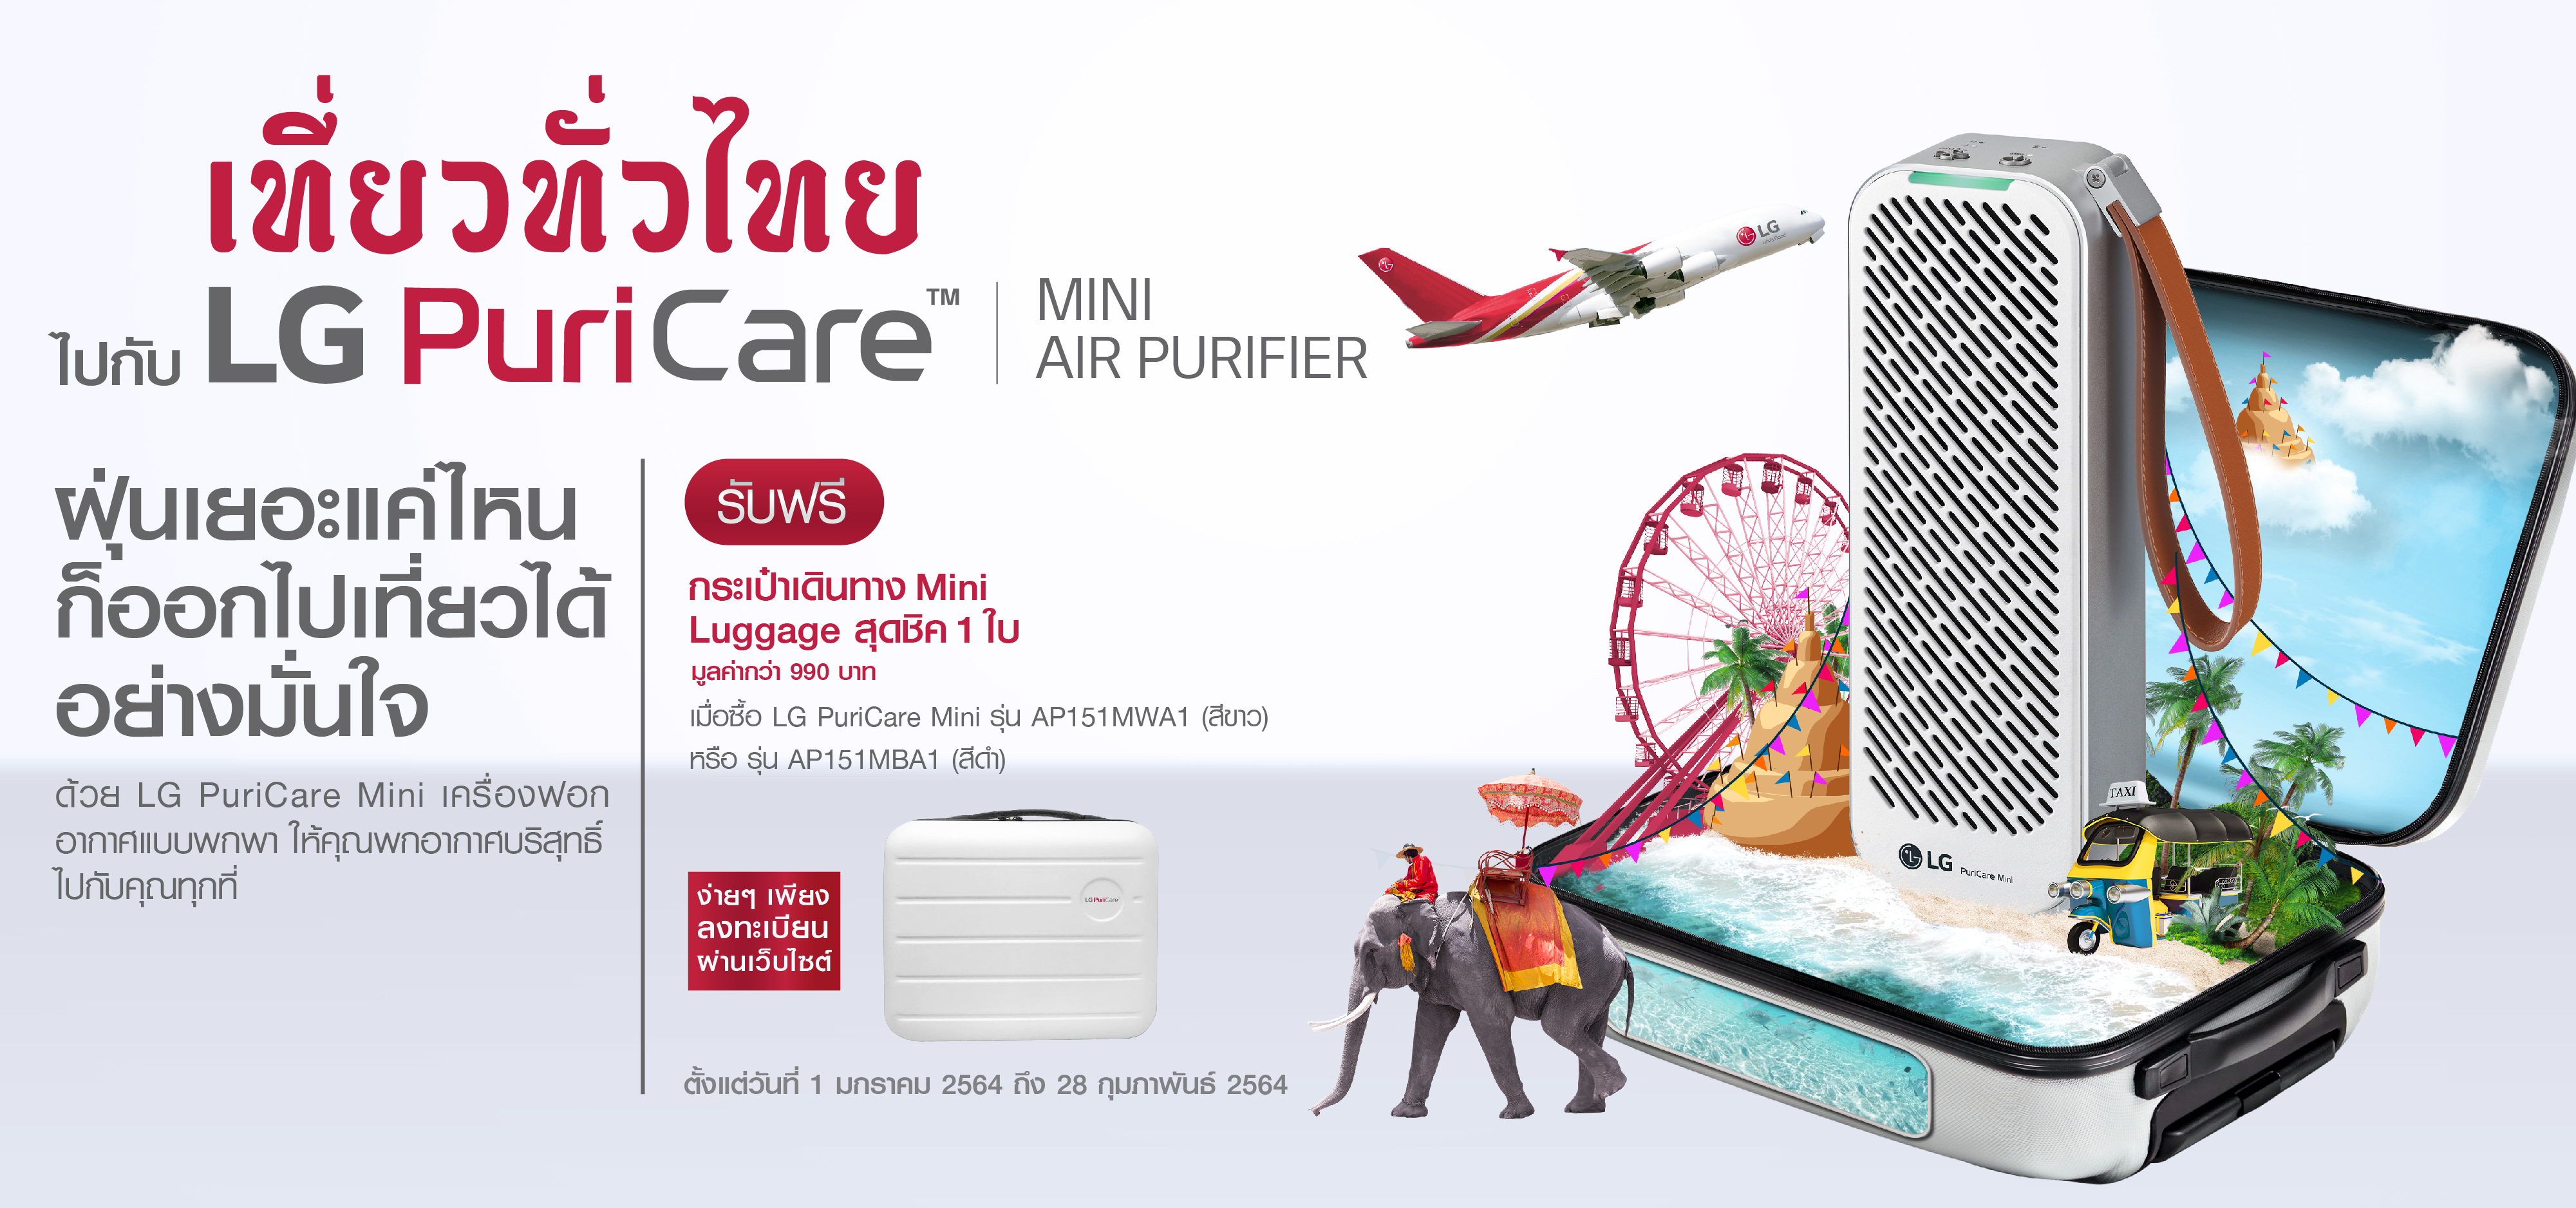 เที่ยวทั่วไทย
ไปกับ LG PuriCare™ MINI
AIR PURIFIER
ฝุ่นเยอะแค่ไหน
ก็ออกไปเที่ยวได้
อย่างมั่นใจ
ด้วย LG PuriCare Mini เครื่องฟอก
อากาศแบบพกพา ให้คุณพกอากาศบริสุทธิ์
ไปกับคุณทุกที่
รับฟรี
กระเป๋าเดินทาง Mini
Luggage สุดชิค 1 ใบ
มูลค่ากว่า 990 บาท
เมื่อซื้อ LG PuriCare Mini รุ่น AP151MWA1 (สีขาว)
หรือ รุ่น AP151MBA1 (สีดำ)
ง่ายๆ เพียง
ลงทะเบียน
ผ่านเว็บไซต์
LG PuriCare
ตั้งแต่วันที่ 1 มกราคม 2564 ถึง 28 กุมภาพันธ์ 2564
LG
LG PuriCare Mini
TAXI